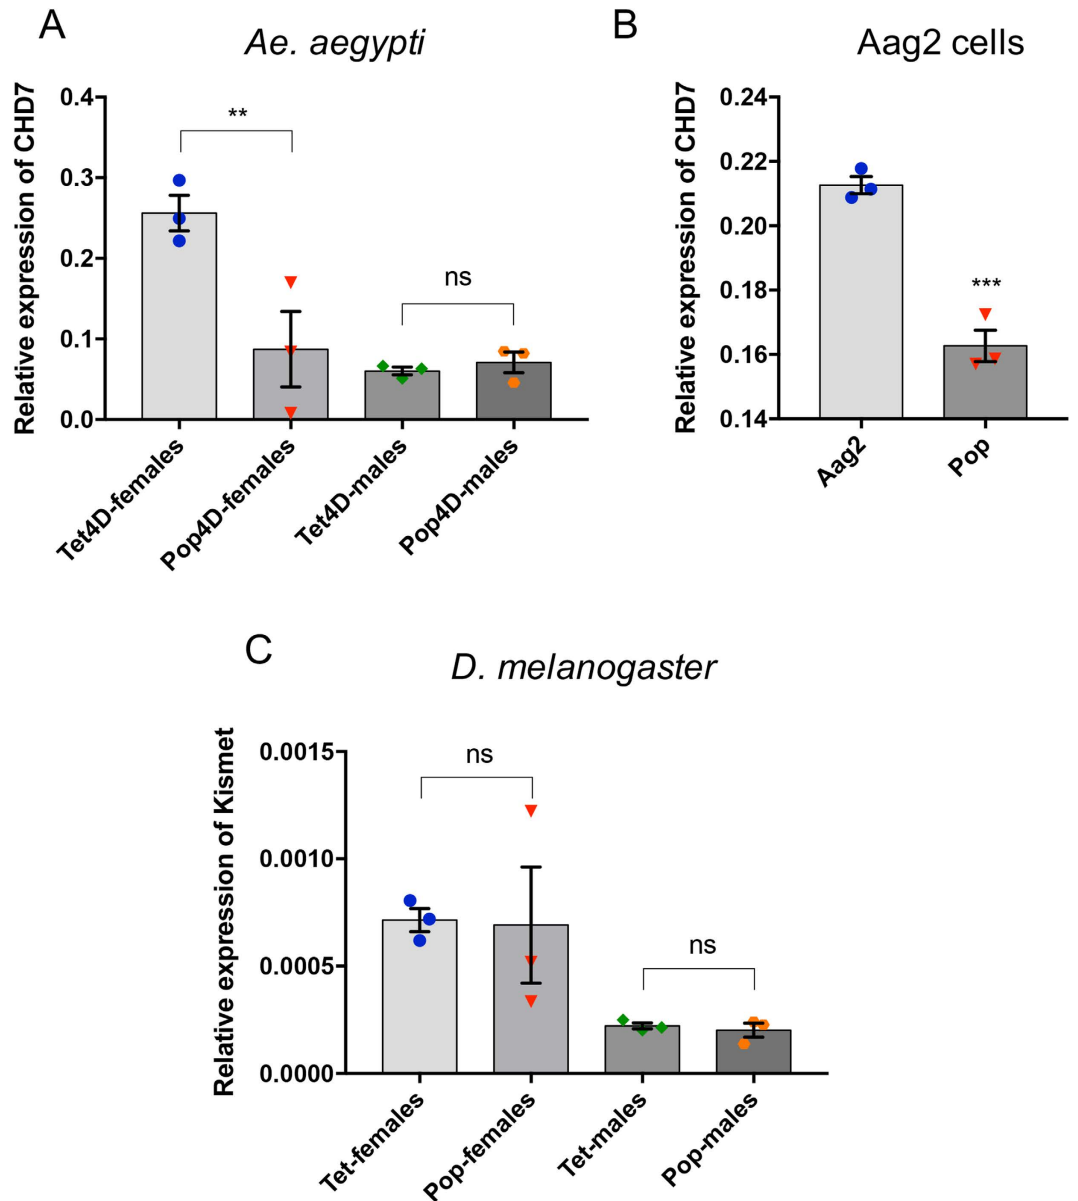 A
Ae. aegypti
Relative expression of CHD7
0.4
0.3
0.2
0.1
0.0
**
ns
Tet4D-females
Pop4D-females
Tet4D-males
Pop4D-males
B
Aag2 cells
Relative expression of CHD7
0.24
0.22
0.20
0.18
0.16
0.14
***
Aag2
Pop
C
D. melanogaster
Relative expression of Kismet
0.0015
0.0010
0.0005
0.0000
ns
ns
Tet-females
Pop-females
Tet-males
Pop-males